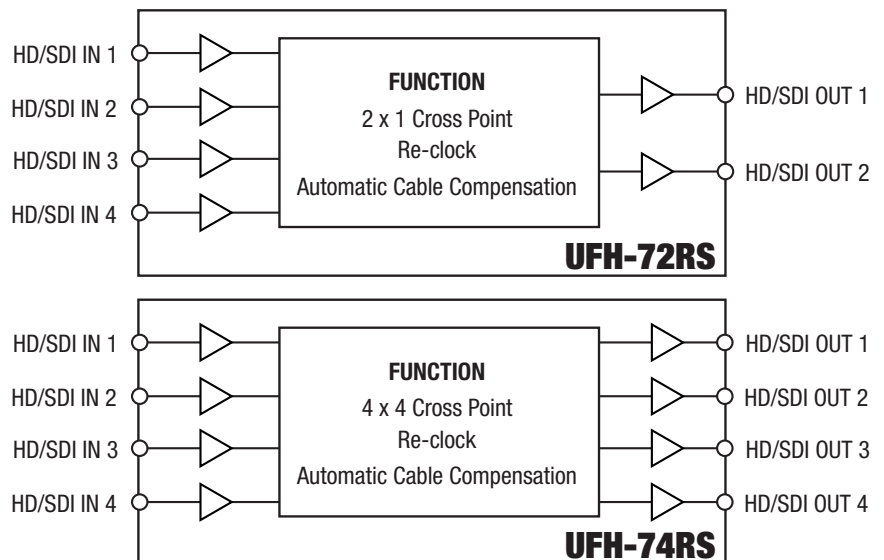 HD/SDI IN 1
HD/SDI IN 2
HD/SDI IN 3
HD/SDI IN 4
FUNCTION
2 x 1 Cross Point
Re-clock
Automatic Cable Compensation
HD/SDI OUT 1
HD/SDI OUT 2
UFH-72RS
HD/SDI IN 1
HD/SDI IN 2
HD/SDI IN 3
HD/SDI IN 4
FUNCTION
4 x 4 Cross Point
Re-clock
Automatic Cable Compensation
HD/SDI OUT 1
HD/SDI OUT 2
HD/SDI OUT 3
HD/SDI OUT 4
UFH-74RS